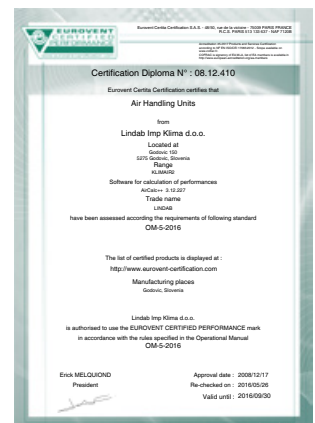 EUROVENT
CERTIFIED
PERFORMANCE
Eurovent Certita Certification S.A.S. - 48/50, rue de la victoire - 75009 PARIS FRANCE
R.C.S. PARIS 513 133 637 - NAF 7120B
Certification Diploma N° : 08.12.410
Eurovent Certita Certification certifies that
Air Handling Units
from
Lindab Imp Klima d.o.o.
Located at
Godovic 150
5275 Godovic, Slovenia
Range
KLIMAIR2
Software for calculation of performances
AirCalc++ 3.12.227
Trade name
LINDAB
have been assessed according the requirements of following standard
OM-5-2016
The list of certified products is displayed at :
http://www.eurovent-certification.com
Manufacturing places
Godovic, Slovenia
Lindab Imp Klima d.o.o.
is authorised to use the EUROVENT CERTIFIED PERFORMANCE mark
in accordance with the rules specified in the Operational Manual
OM-5-2016
Erick MELQUIOND
President
Approval date : 2008/12/17
Re-checked on : 2016/05/26
Valid until : 2016/09/30